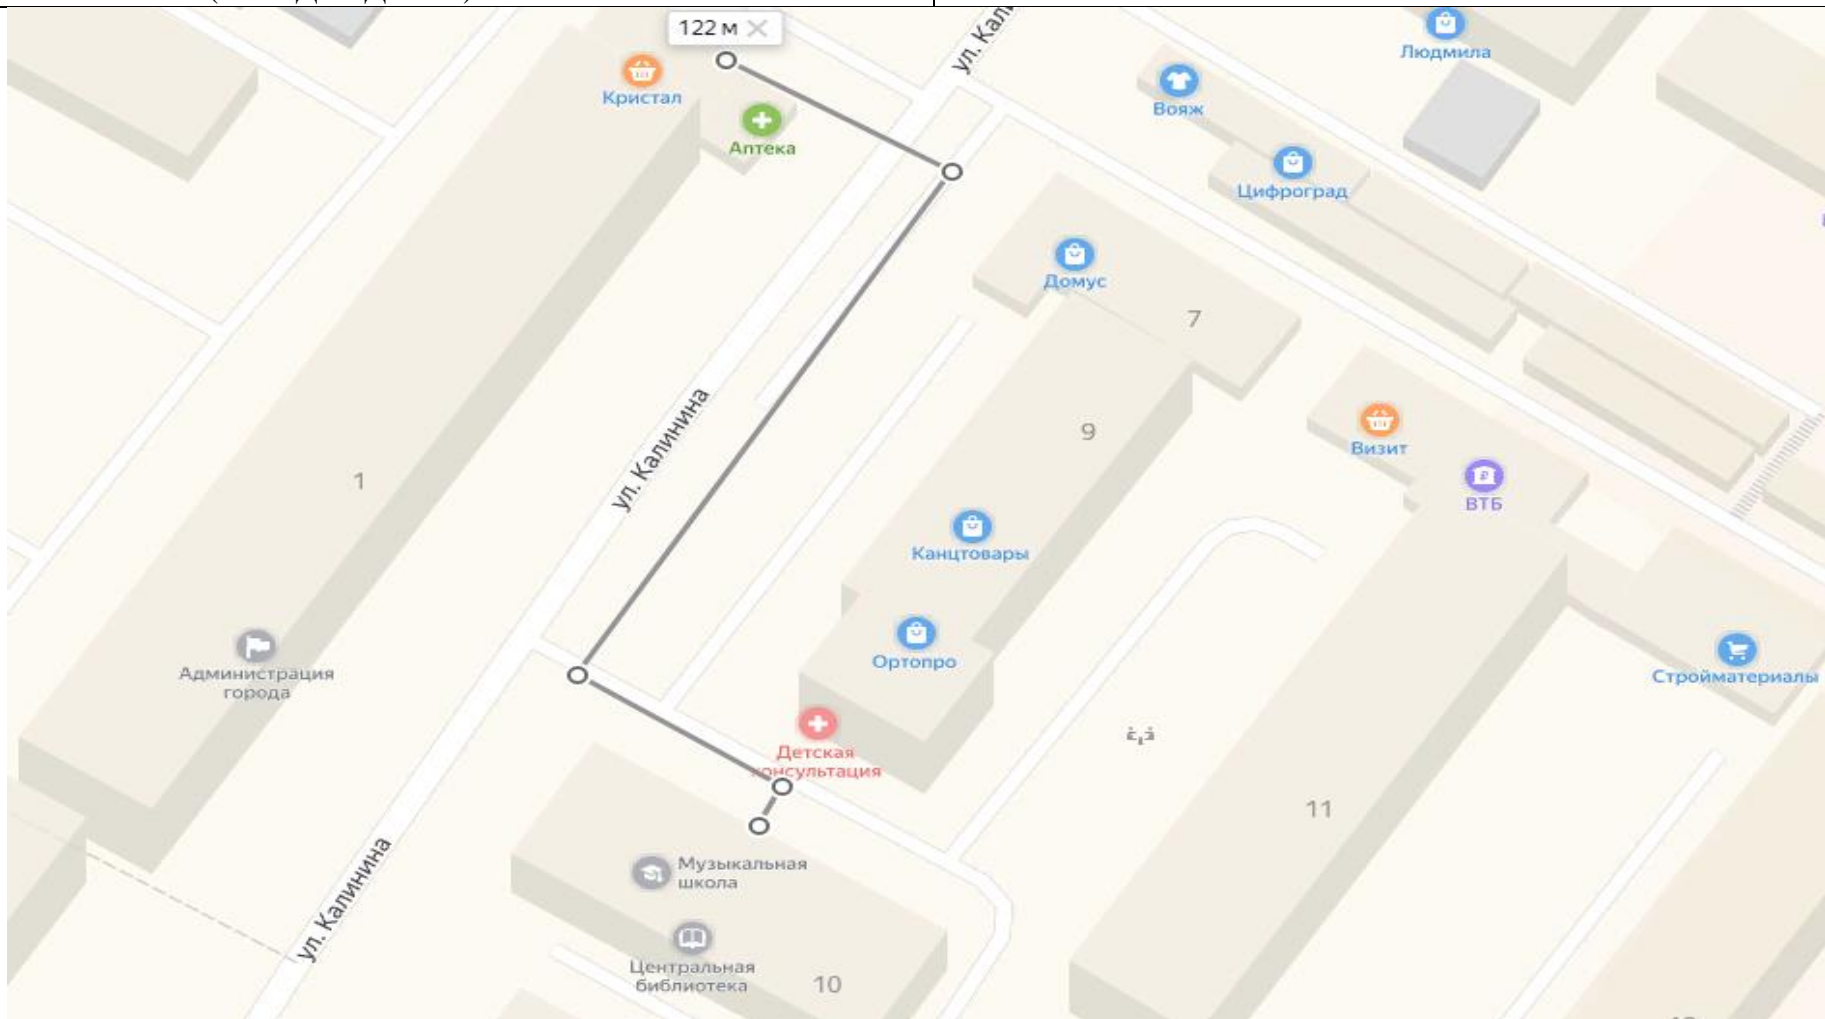 122 м
ул. Кали
Людмила
Кристал
Вояж
Аптека
Цифроград
Домус
7
ул. Калинина
9
Визит
1
ВТБ
Канцтовары
Ортопро
Администрация
города
Стройматериалы
Детская
консультация
11
Музыкальная
школа
ул. Калинина
Центральная
библиотека
10